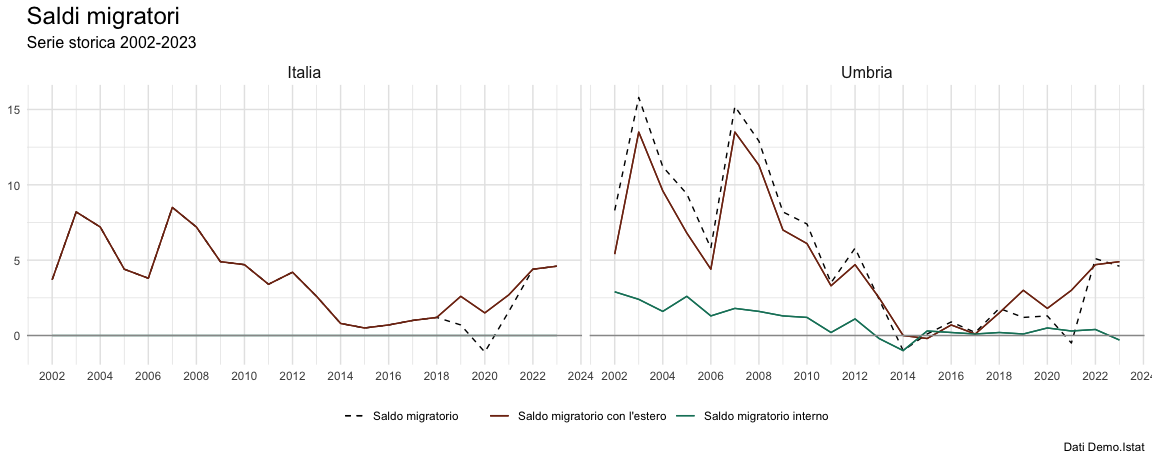 Saldi migratori
Serie storica 2002-2023
Italia
Umbria
15
10
5
0
2002 2004 2006 2008 2010 2012 2014 2016 2018 2020 2022 2024
2002 2004 2006 2008 2010 2012 2014 2016 2018 2020 2022 2024
Saldo migratorio Saldo migratorio con l'estero Saldo migratorio interno
Dati Demo.Istat